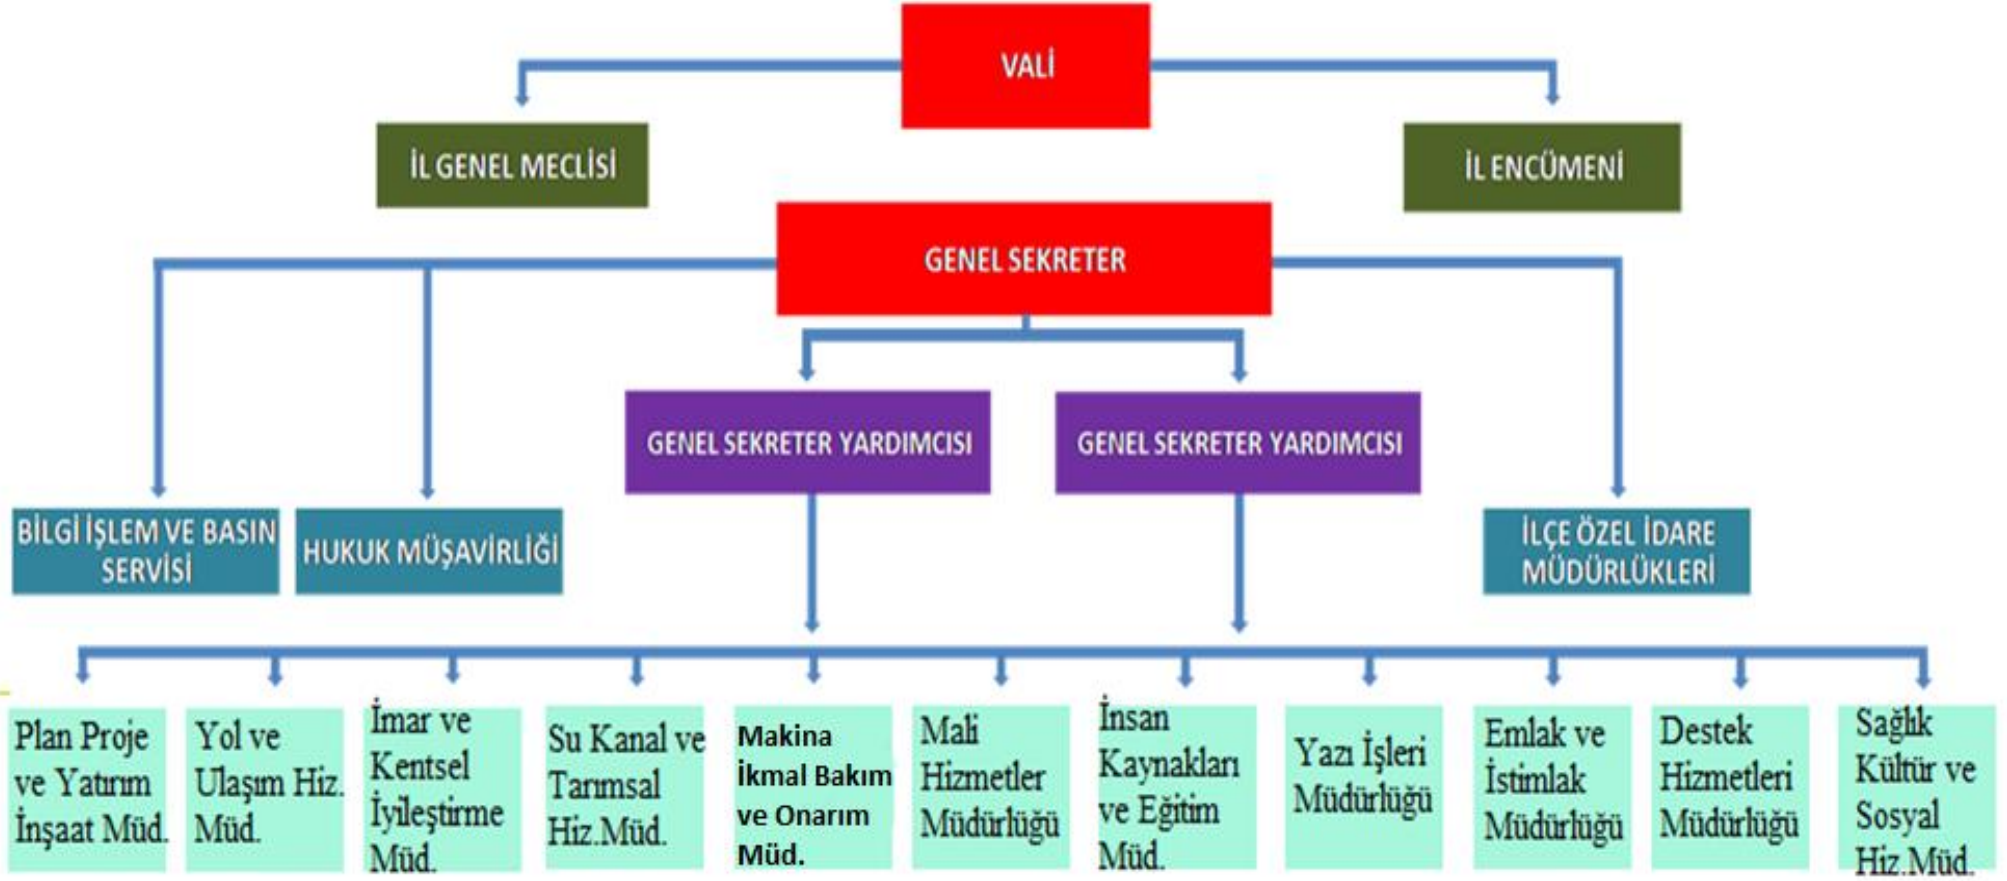 VALİ
İL GENEL MECLİSİ
İL ENCÜMENİ
GENEL SEKRETER
GENEL SEKRETER YARDIMCISI
GENEL SEKRETER YARDIMCISI
BİLGİ İŞLEM VE BASIN
SERVİSİ
HUKUK MÜŞAVİRLİĞİ
İLÇE ÖZEL İDARE
MÜDÜRLÜKLERİ
Plan Proje
ve Yatırım
İnşaat Müd.
Yol ve
Ulaşım Hiz.
Müd.
İmar ve
Kentsel
İyileştirme
Müd.
Su Kanal ve
Tarımsal
Hiz.Müd.
Makina
İkmal Bakım
ve Onarım
Müd.
Mali
Hizmetler
Müdürlüğü
İnsan
Kaynakları
ve Eğitim
Müd.
Yazı İşleri
Müdürlüğü
Emlak ve
İstimlak
Müdürlüğü
Destek
Hizmetleri
Müdürlüğü
Sağlık
Kültür ve
Sosyal
Hiz.Müd.